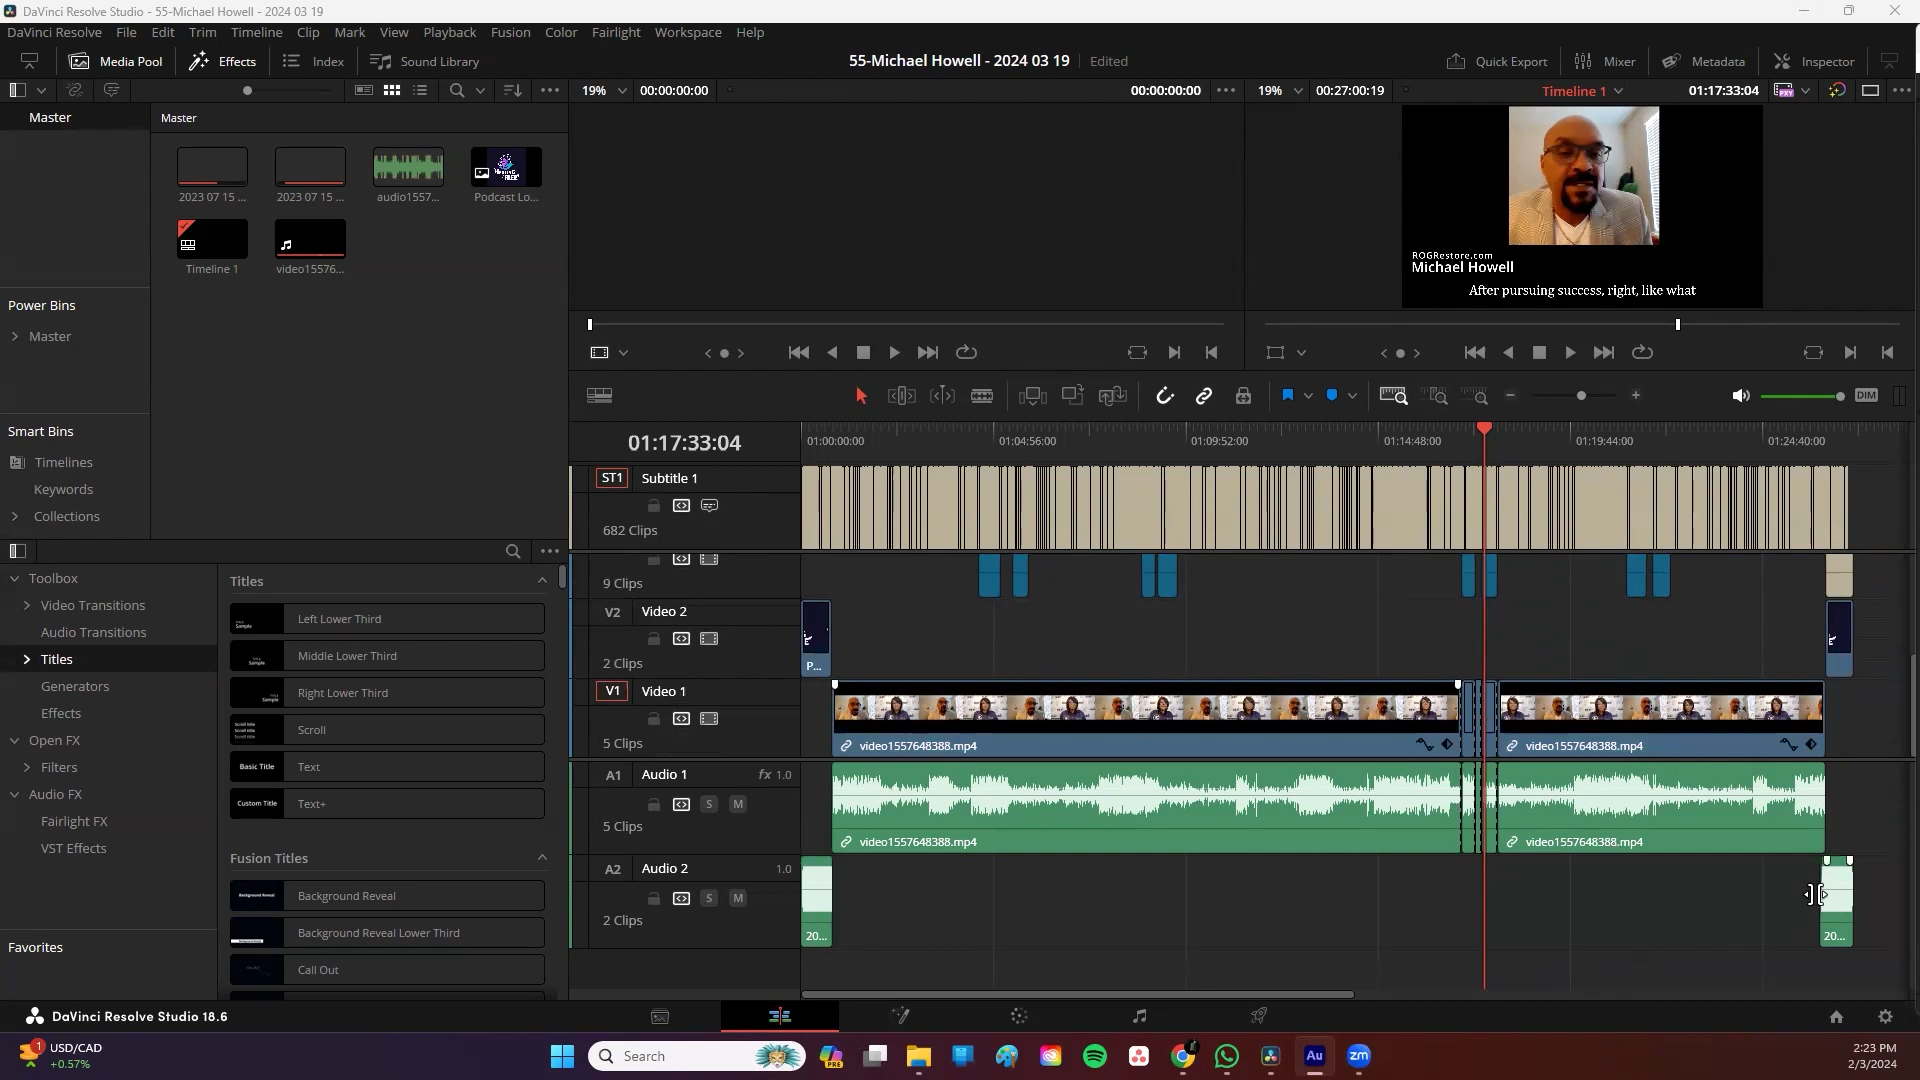 DaVinci Resolve Studio - 55-Michael Howell - 2024 03 19
DaVinci Resolve File Edit Trim Timeline Clip Mark View Playback Fusion Color Fairlight Workspace Help
Media Pool Effects Index Sound Library 55-Michael Howell - 2024 03 19 Edited Quick Export Mixer Metadata Inspector
19% 00:00:00:00 00:00:00:00 19% 00:27:00:19 Timeline 1 01:17:33:04
Master Master
2023 07 15 ... 2023 07 15 ... audio1557... Podcast Lo...
Timeline 1 video15576...
Power Bins
Master
Smart Bins
Timelines
Keywords
Collections
ROGRestore.com
Michael Howell
After pursuing success, right, like what
DIM
01:17:33:04 01:00:00:00 01:04:56:00 01:09:52:00 01:14:48:00 01:19:44:00 01:24:40:00
ST1 Subtitle 1
682 Clips
9 Clips
V2 Video 2
2 Clips P...
V1 Video 1
5 Clips video1557648388.mp4 video1557648388.mp4
A1 Audio 1 fx 1.0
S M
5 Clips
video1557648388.mp4 video1557648388.mp4
A2 Audio 2 1.0
S M
2 Clips
20... 20...
Toolbox
Video Transitions
Audio Transitions
Titles
Generators
Effects
Open FX
Filters
Audio FX
Fairlight FX
VST Effects
Favorites
Titles
Left Lower Third
Middle Lower Third
Right Lower Third
Scroll
Basic Title Text
Custom Title Text+
Fusion Titles
Background Reveal Background Reveal
Background Reveal Lower Third
Call Out
DaVinci Resolve Studio 18.6
1 USD/CAD
+0.57%
Search
PRE
Au
zm
2:23 PM
2/3/2024